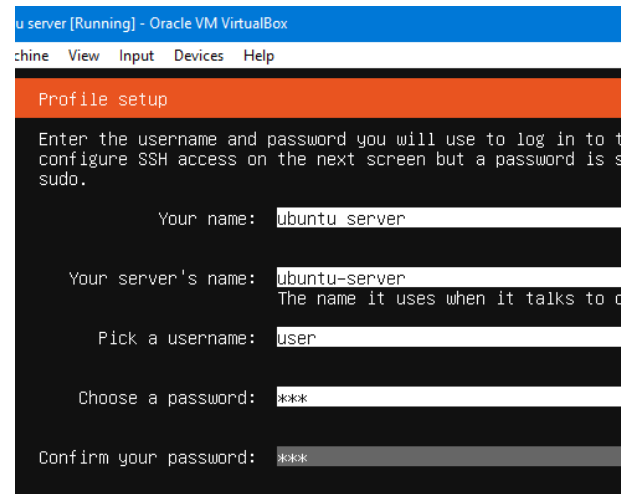 u server [Running] - Oracle VM VirtualBox
chine View Input Devices Help
Profile setup
Enter the username and password you will use to log in to t
configure SSH access on the next screen but a password is s
sudo.
Your name: ubuntu server
Your server's name: ubuntu-server
The name it uses when it talks to o
Pick a username: user
Choose a password: ***
Confirm your password: ***